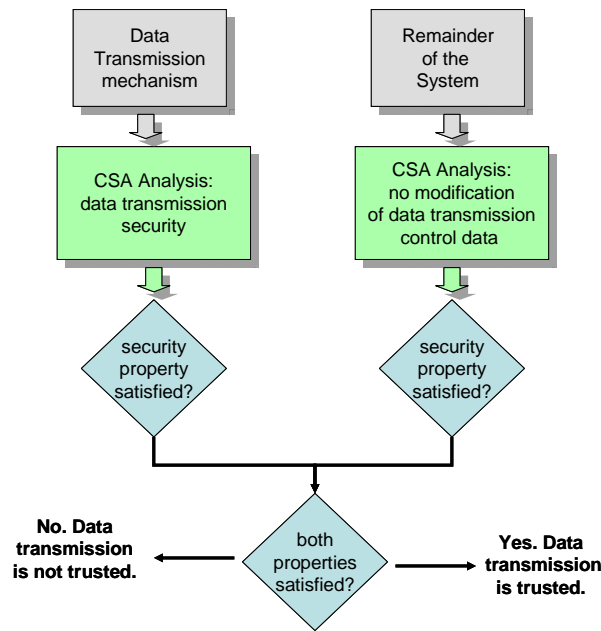 Data
Transmission
mechanism
Remainder
of the
System
CSA Analysis:
data transmission
security
CSA Analysis:
no modification
of data transmission
control data
security
property
satisfied?
security
property
satisfied?
No. Data
transmission
is not trusted.
both
properties
satisfied?
Yes. Data
transmission
is trusted.